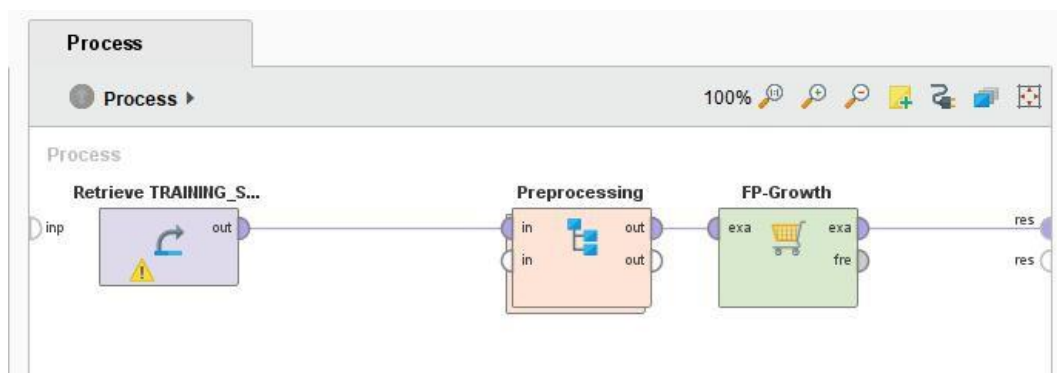 Process
Process
100%
Process
Retrieve TRAINING_S...
Preprocessing
FP-Growth
inp
out
in
out
in
out
exa
exa
fre
res
res